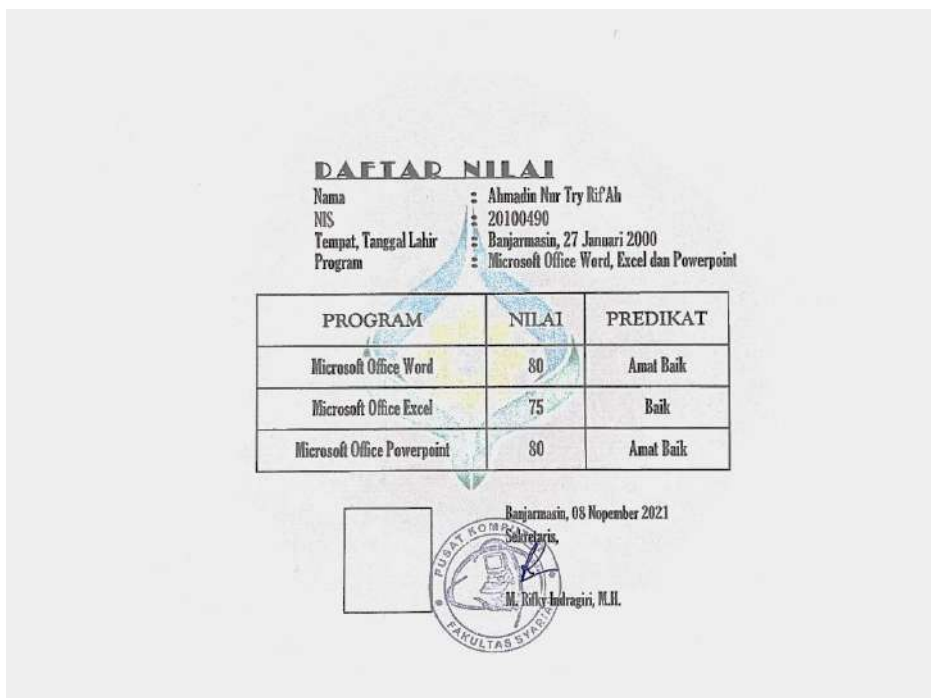 DAFTAR NILAI
Nama : Ahmadin Nur Try Rif'Ah
NIS : 20100490
Tempat, Tanggal Lahir : Banjarmasin, 27 Januari 2000
Program : Microsoft Office Word, Excel dan Powerpoint
PROGRAM NILAI PREDIKAT
Microsoft Office Word 80 Amat Baik
Microsoft Office Excel 75 Baik
Microsoft Office Powerpoint 80 Amat Baik
Banjarmasin, 08 Nopember 2021
Sekretaris,
M. Rifky Indragiri, M.H.
PUSAT KOMPUTER
FAKULTAS SYARIAH